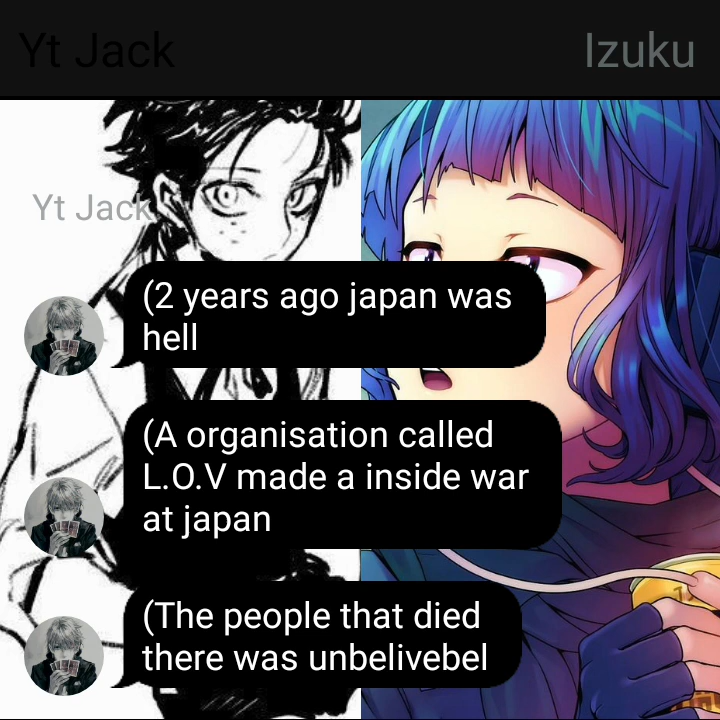 Yt Jack
Izuku
Yt Jack
(2 years ago japan was
hell
(A organisation called
L.O.V made a inside war
at japan
(The people that died
there was unbelivebel